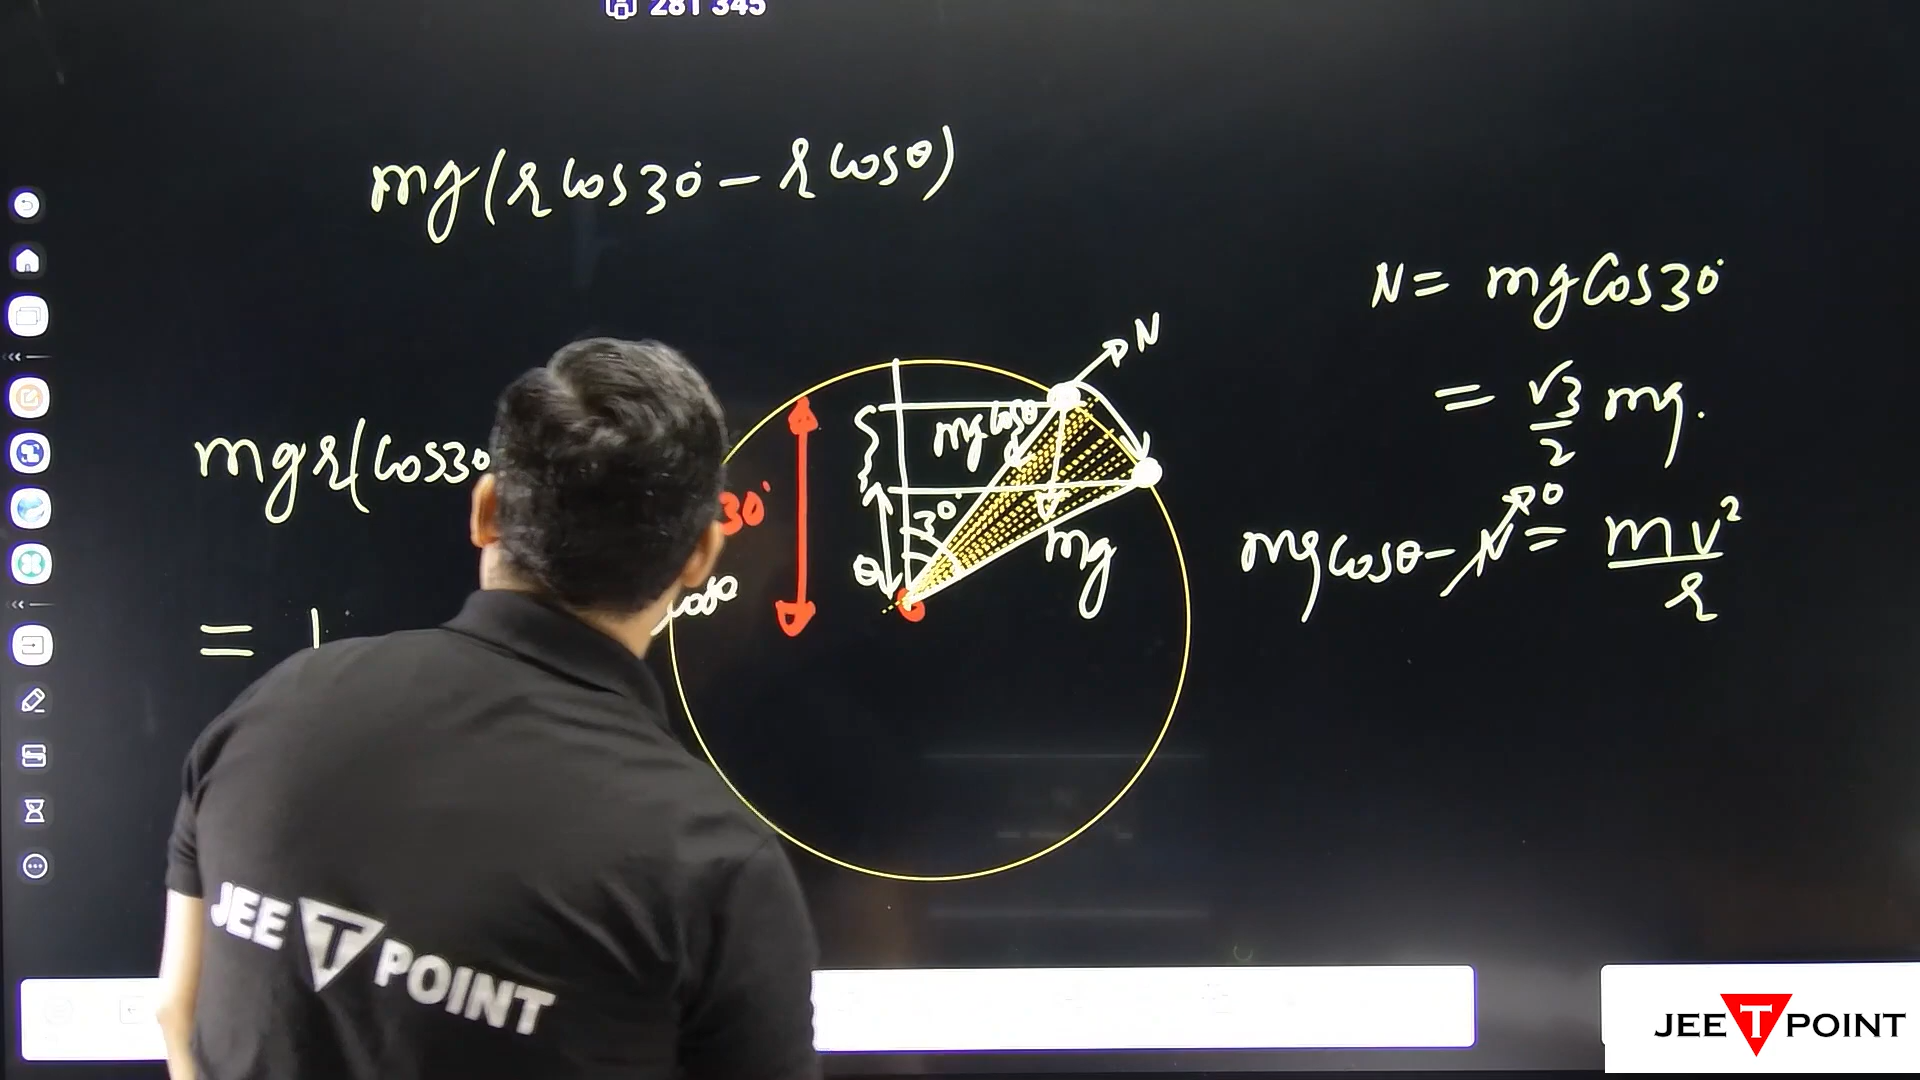 281 345
mg(r cos30° - r cosθ)
N = mg cos30°
= √3/2 mg.
N
mg cosθ
mgr(cos30°
30°
30°
θ
mg
mg cosθ - N = mv²/r
0
cosθ
=
JEE T POINT
JEE T POINT